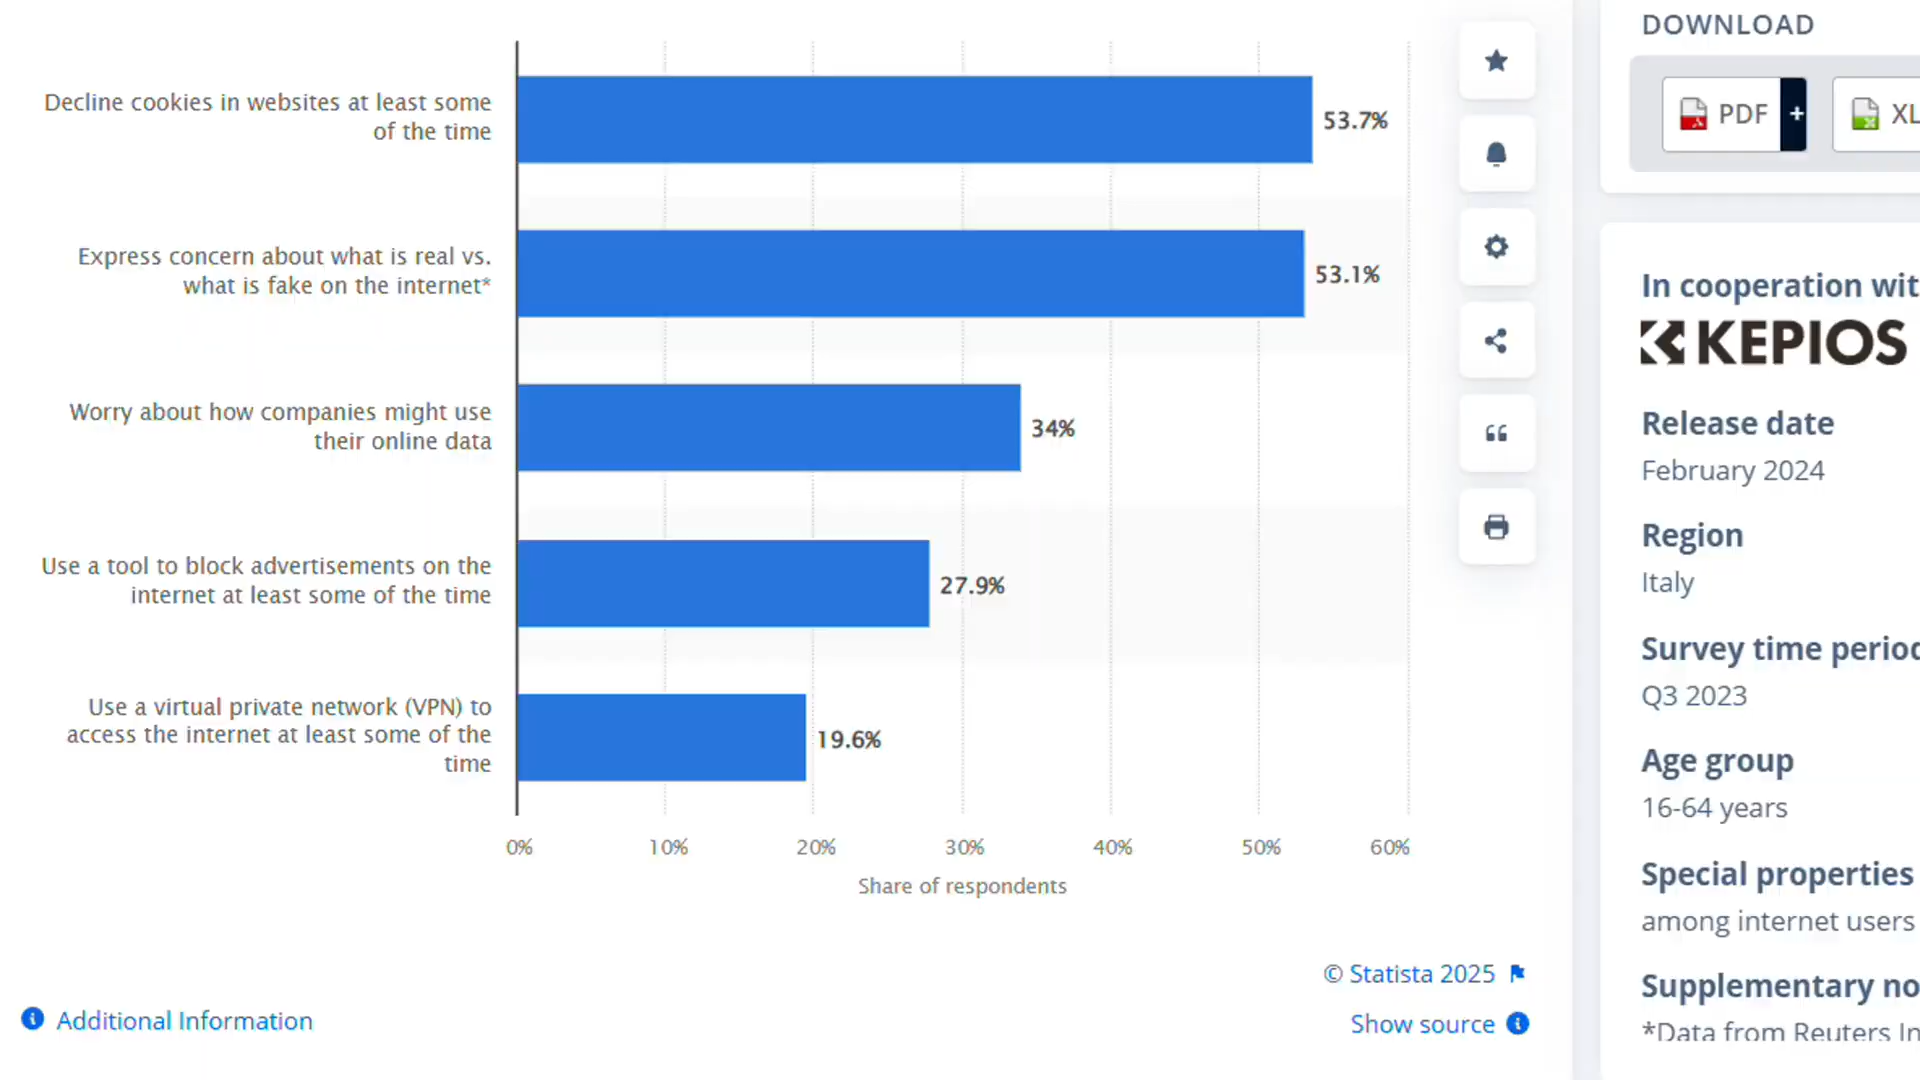 Decline cookies in websites at least some
of the time
53.7%
Express concern about what is real vs.
what is fake on the internet*
53.1%
Worry about how companies might use
their online data
34%
Use a tool to block advertisements on the
internet at least some of the time
27.9%
Use a virtual private network (VPN) to
access the internet at least some of the
time
19.6%
0% 10% 20% 30% 40% 50% 60%
Share of respondents
© Statista 2025
Additional Information
Show source
DOWNLOAD
PDF + XL
In cooperation wit
KEPIOS
Release date
February 2024
Region
Italy
Survey time period
Q3 2023
Age group
16-64 years
Special properties
among internet users
Supplementary no
*Data from Reuters In